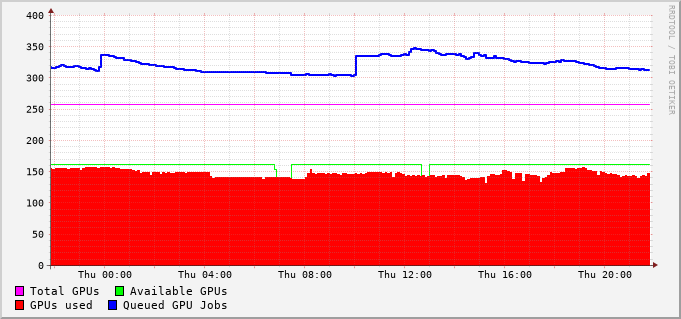 400
350
300
250
200
150
100
50
0
Thu 00:00 Thu 04:00 Thu 08:00 Thu 12:00 Thu 16:00 Thu 20:00
Total GPUs Available GPUs
GPUs used Queued GPU Jobs
RRDTOOL / TOBI OETIKER